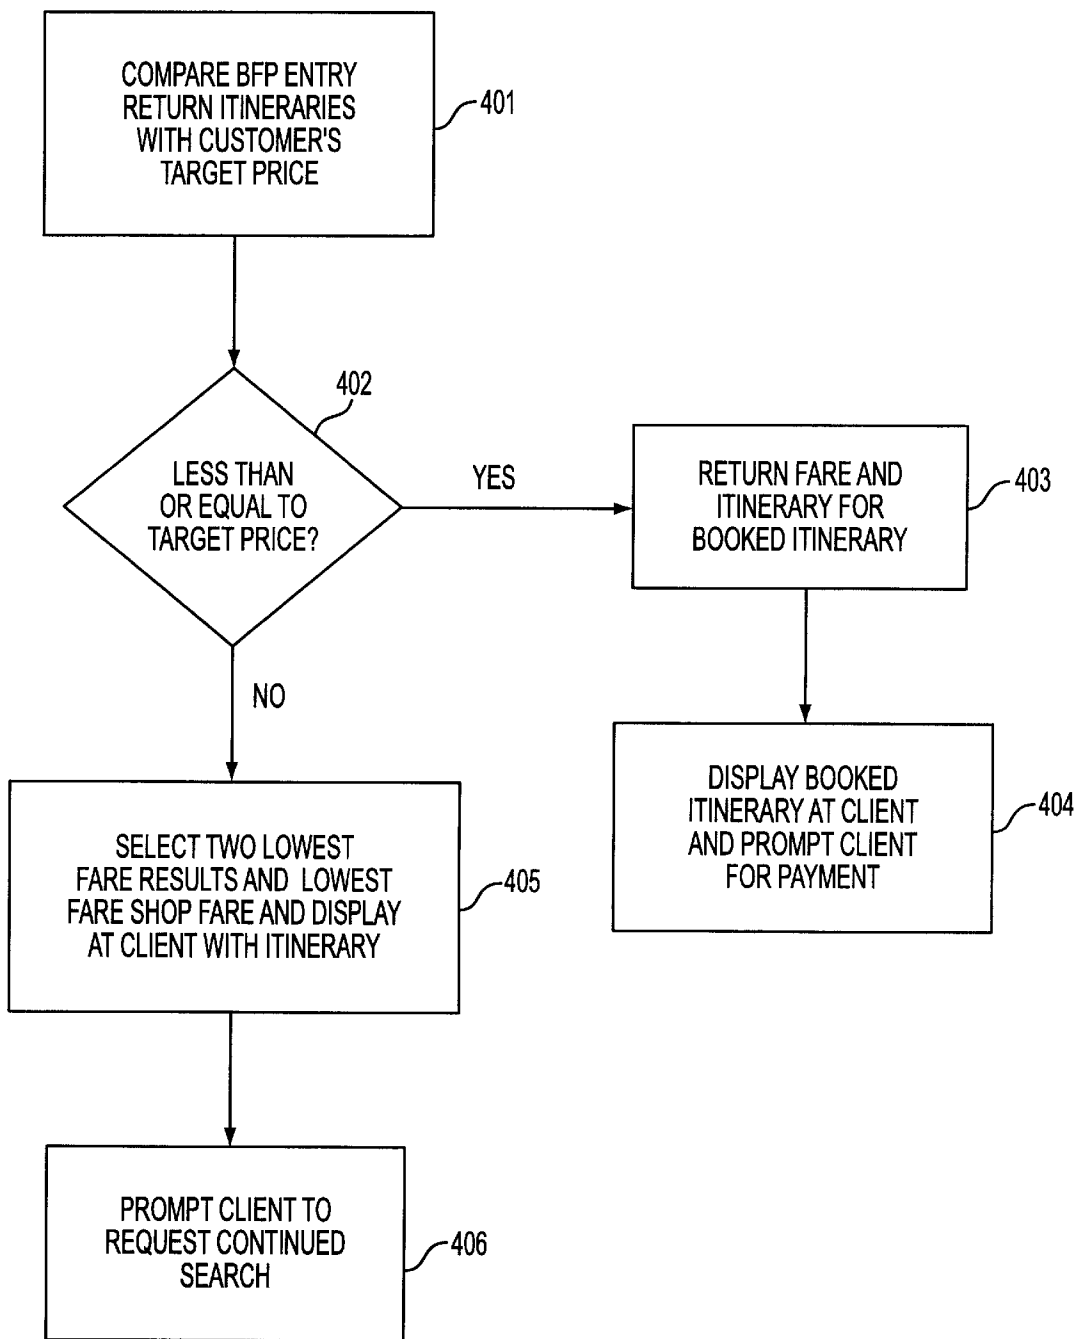 COMPARE BFP ENTRY
RETURN ITINERARIES
WITH CUSTOMER'S
TARGET PRICE
401
402
LESS THAN
OR EQUAL TO
TARGET PRICE?
YES
RETURN FARE AND
ITINERARY FOR
BOOKED ITINERARY
403
NO
DISPLAY BOOKED
ITINERARY AT CLIENT
AND PROMPT CLIENT
FOR PAYMENT
404
SELECT TWO LOWEST
FARE RESULTS AND LOWEST
FARE SHOP FARE AND DISPLAY
AT CLIENT WITH ITINERARY
405
PROMPT CLIENT TO
REQUEST CONTINUED
SEARCH
406